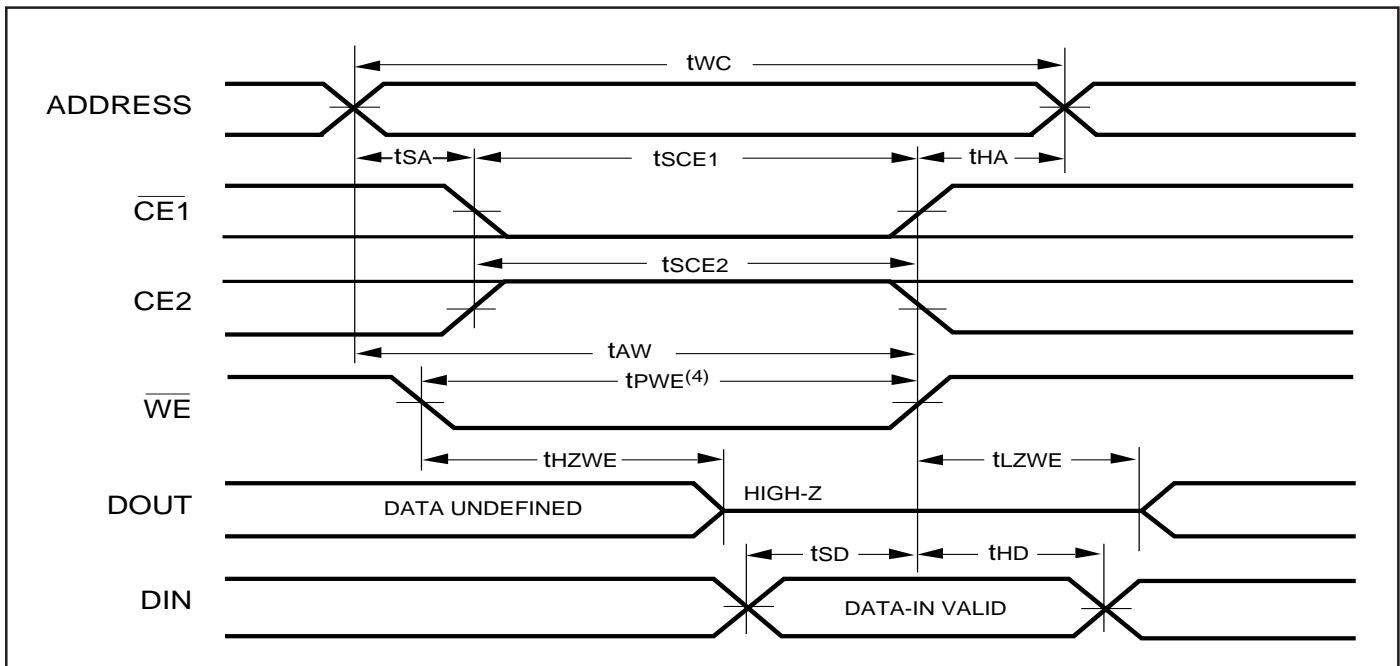 tWC
ADDRESS
tSA tSCE1 tHA
CE1
tSCE2
CE2
tAW
tPWE(4)
WE
tHZWE tLZWE
DOUT DATA UNDEFINED HIGH-Z
tSD tHD
DIN DATA-IN VALID